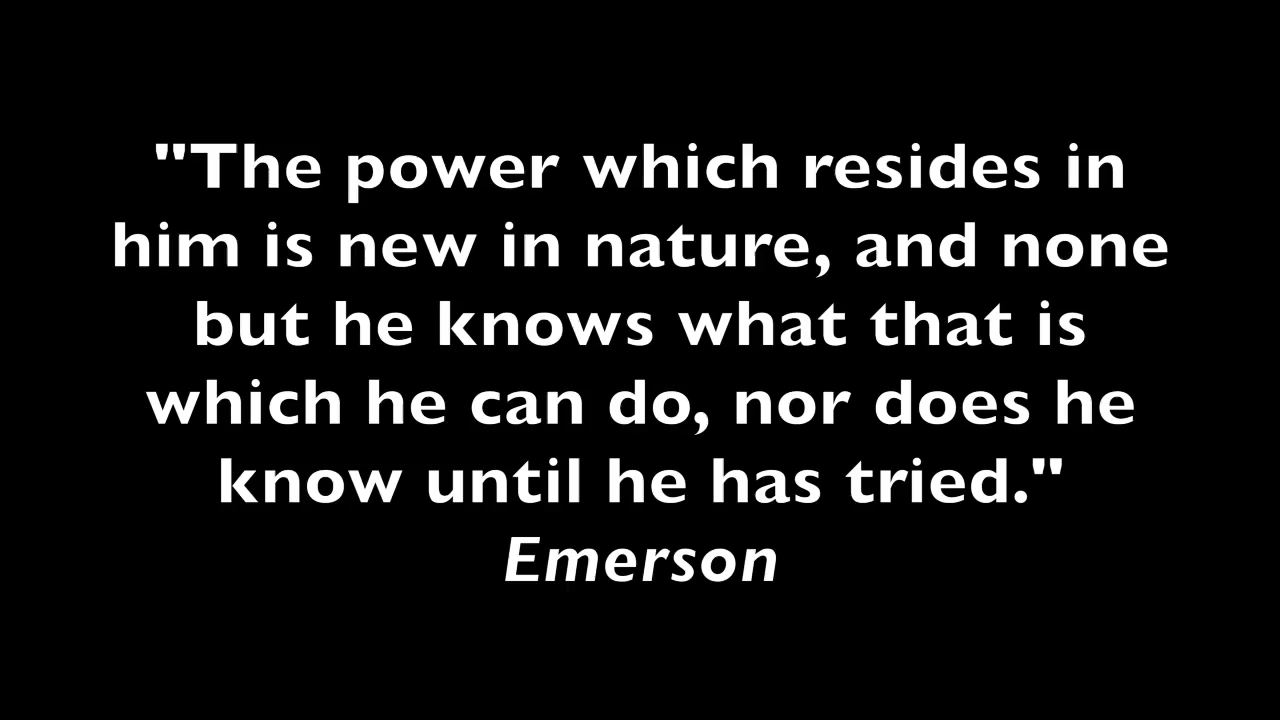 "The power which resides in
him is new in nature, and none
but he knows what that is
which he can do, nor does he
know until he has tried."
Emerson